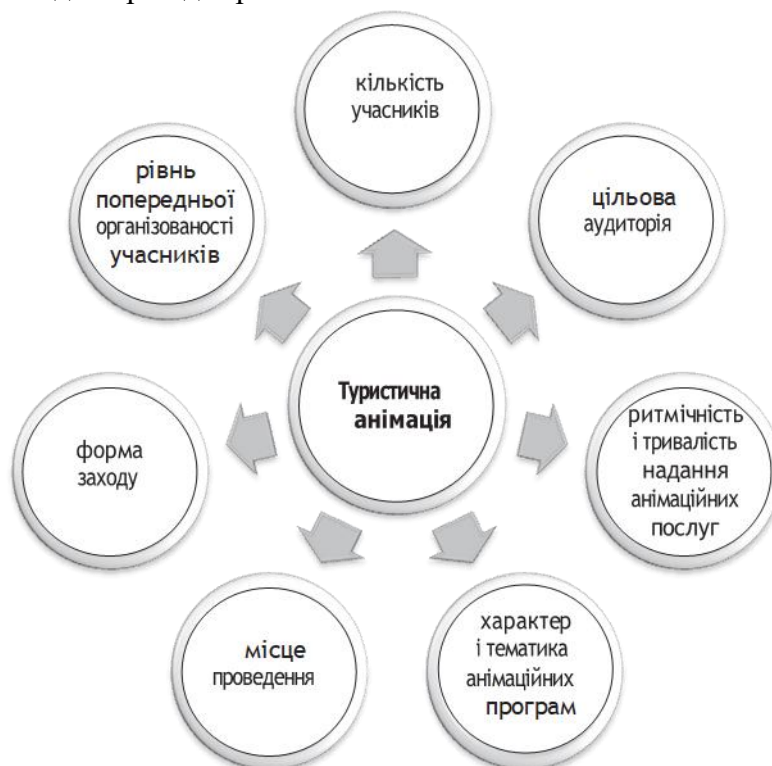 кількість
учасників
цільова
аудиторія
ритмічність
і тривалість
надання
анімаційних
послуг
характер
і тематика
анімаційних
програм
місце
проведення
форма
заходу
рівнь
попередньої
організованості
учасників
Туристична
анімація